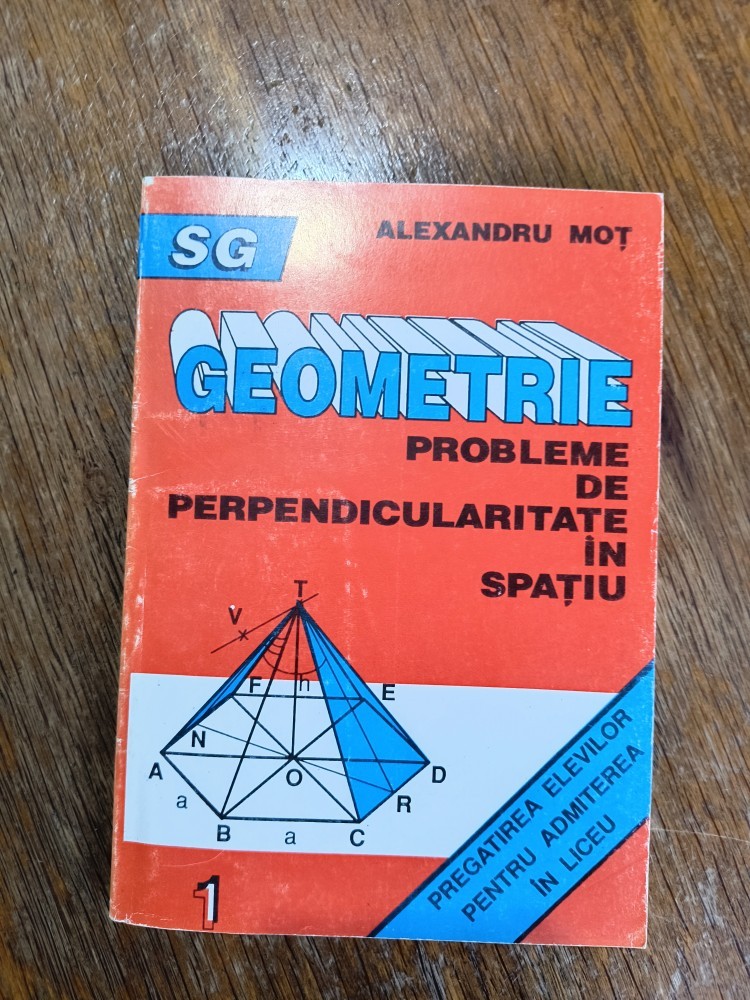 SG
ALEXANDRU MOȚ
GEOMETRIE
PROBLEME
DE
PERPENDICULARITATE
ÎN
SPAȚIU
T
V
F
h
E
N
A
O
D
a
R
B
a
C
PREGATIREA ELEVILOR
PENTRU ADMITEREA
ÎN LICEU
1